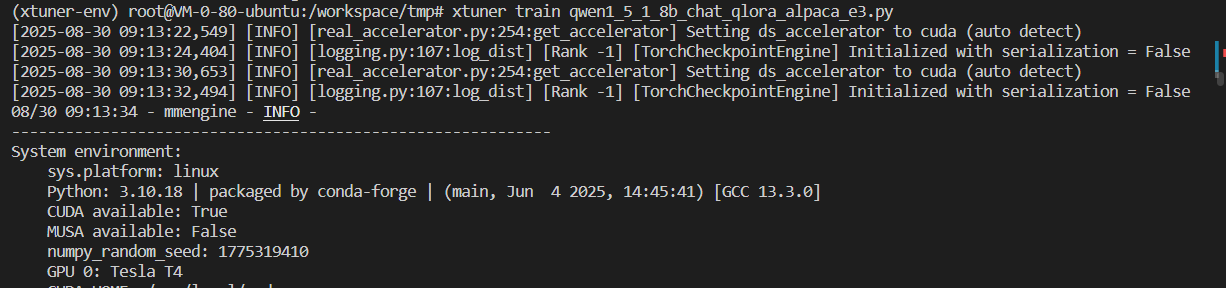 (xtuner-env) root@VM-0-80-ubuntu:/workspace/tmp# xtuner train qwen1_5_1_8b_chat_qlora_alpaca_e3.py
[2025-08-30 09:13:22,549] [INFO] [real_accelerator.py:254:get_accelerator] Setting ds_accelerator to cuda (auto detect)
[2025-08-30 09:13:24,404] [INFO] [logging.py:107:log_dist] [Rank -1] [TorchCheckpointEngine] Initialized with serialization = False
[2025-08-30 09:13:30,653] [INFO] [real_accelerator.py:254:get_accelerator] Setting ds_accelerator to cuda (auto detect)
[2025-08-30 09:13:32,494] [INFO] [logging.py:107:log_dist] [Rank -1] [TorchCheckpointEngine] Initialized with serialization = False
08/30 09:13:34 - mmengine - INFO -
------------------------------------------------------------
System environment:
    sys.platform: linux
    Python: 3.10.18 | packaged by conda-forge | (main, Jun  4 2025, 14:45:41) [GCC 13.3.0]
    CUDA available: True
    MUSA available: False
    numpy_random_seed: 1775319410
    GPU 0: Tesla T4